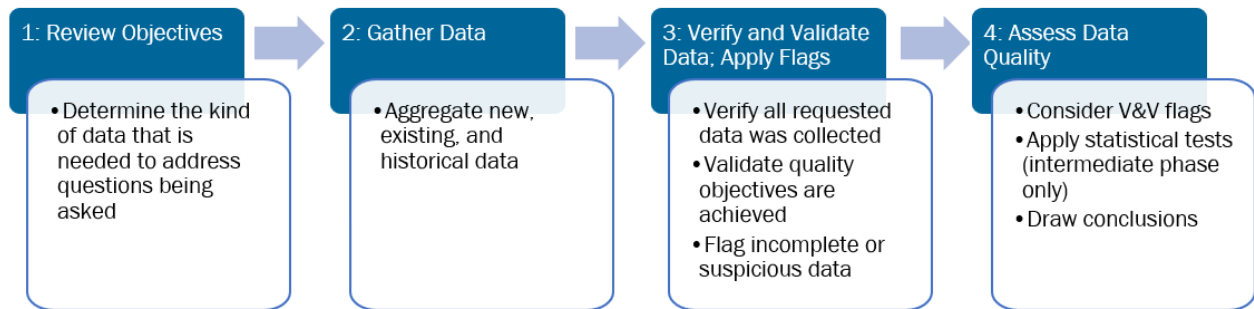 1: Review Objectives
• Determine the kind
of data that is
needed to address
questions being
asked
2: Gather Data
• Aggregate new,
existing, and
historical data
3: Verify and Validate
Data; Apply Flags
• Verify all requested
data was collected
• Validate quality
objectives are
achieved
• Flag incomplete or
suspicious data
4: Assess Data
Quality
• Consider V&V flags
• Apply statistical tests
(intermediate phase
only)
• Draw conclusions